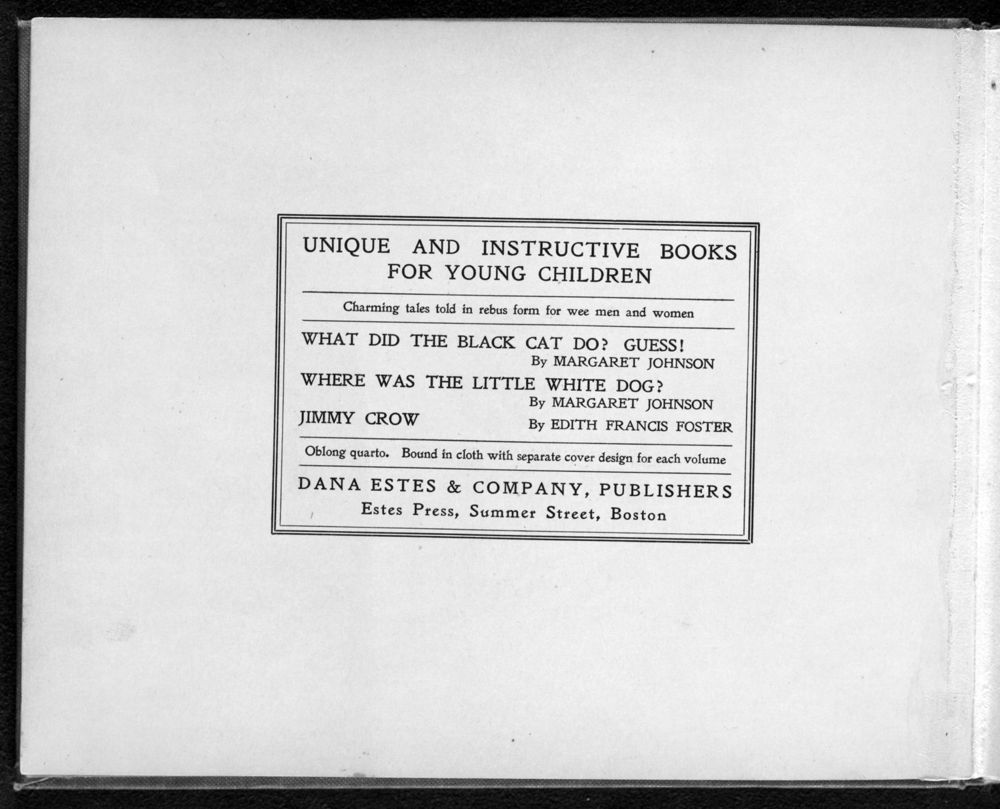 UNIQUE AND INSTRUCTIVE BOOKS
FOR YOUNG CHILDREN
Charming tales told in rebus form for wee men and women
WHAT DID THE BLACK CAT DO? GUESS!
By MARGARET JOHNSON
WHERE WAS THE LITTLE WHITE DOG?
By MARGARET JOHNSON
JIMMY CROW By EDITH FRANCIS FOSTER
Oblong quarto. Bound in cloth with separate cover design for each volume
DANA ESTES & COMPANY, PUBLISHERS
Estes Press, Summer Street, Boston